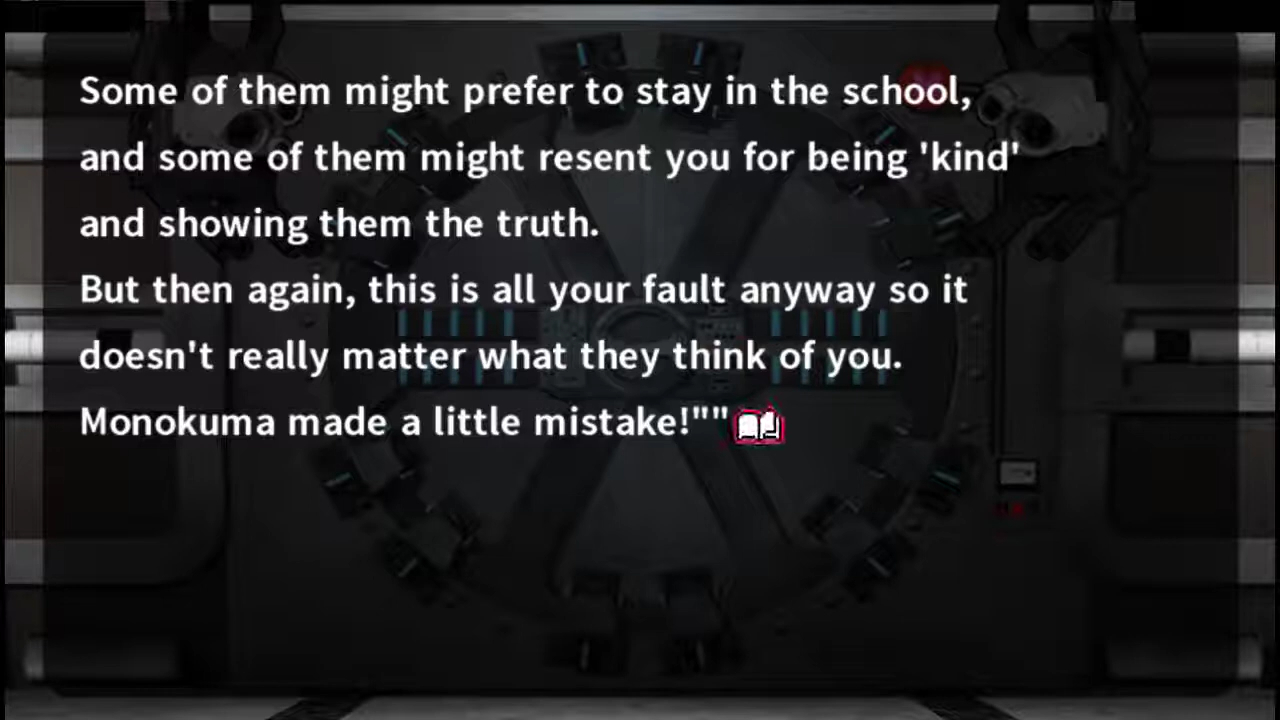 Some of them might prefer to stay in the school,
and some of them might resent you for being 'kind'
and showing them the truth.
But then again, this is all your fault anyway so it
doesn't really matter what they think of you.
Monokuma made a little mistake!""